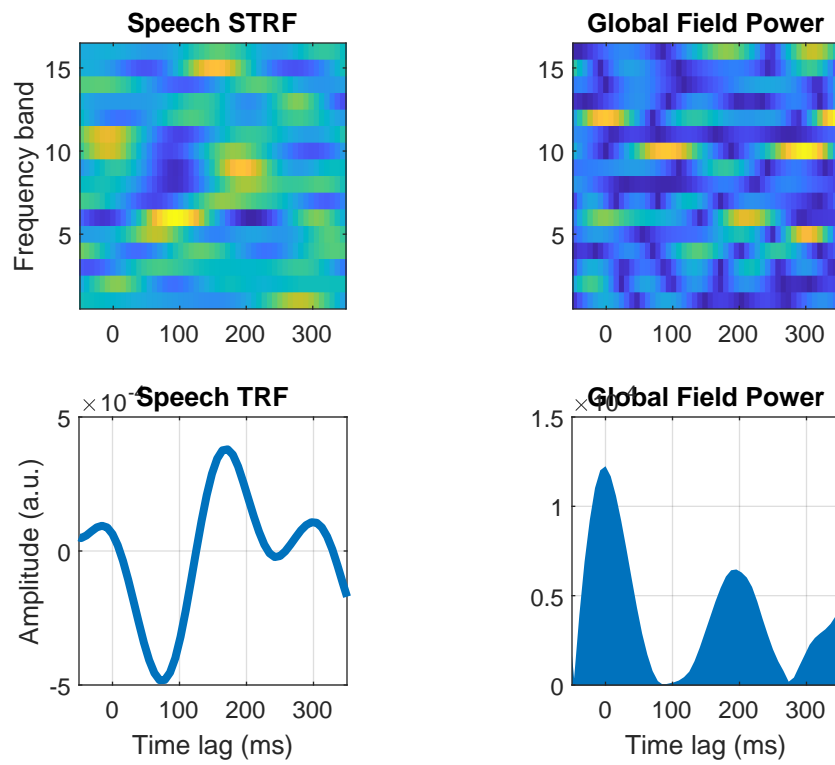 Speech STRF
Frequency band
15
10
5
0 100 200 300
Global Field Power
15
10
5
0 100 200 300
Speech TRF
× 10-4
Amplitude (a.u.)
5
0
-5
0 100 200 300
Time lag (ms)
Global Field Power
1.5
1
0.5
0
0 100 200 300
Time lag (ms)